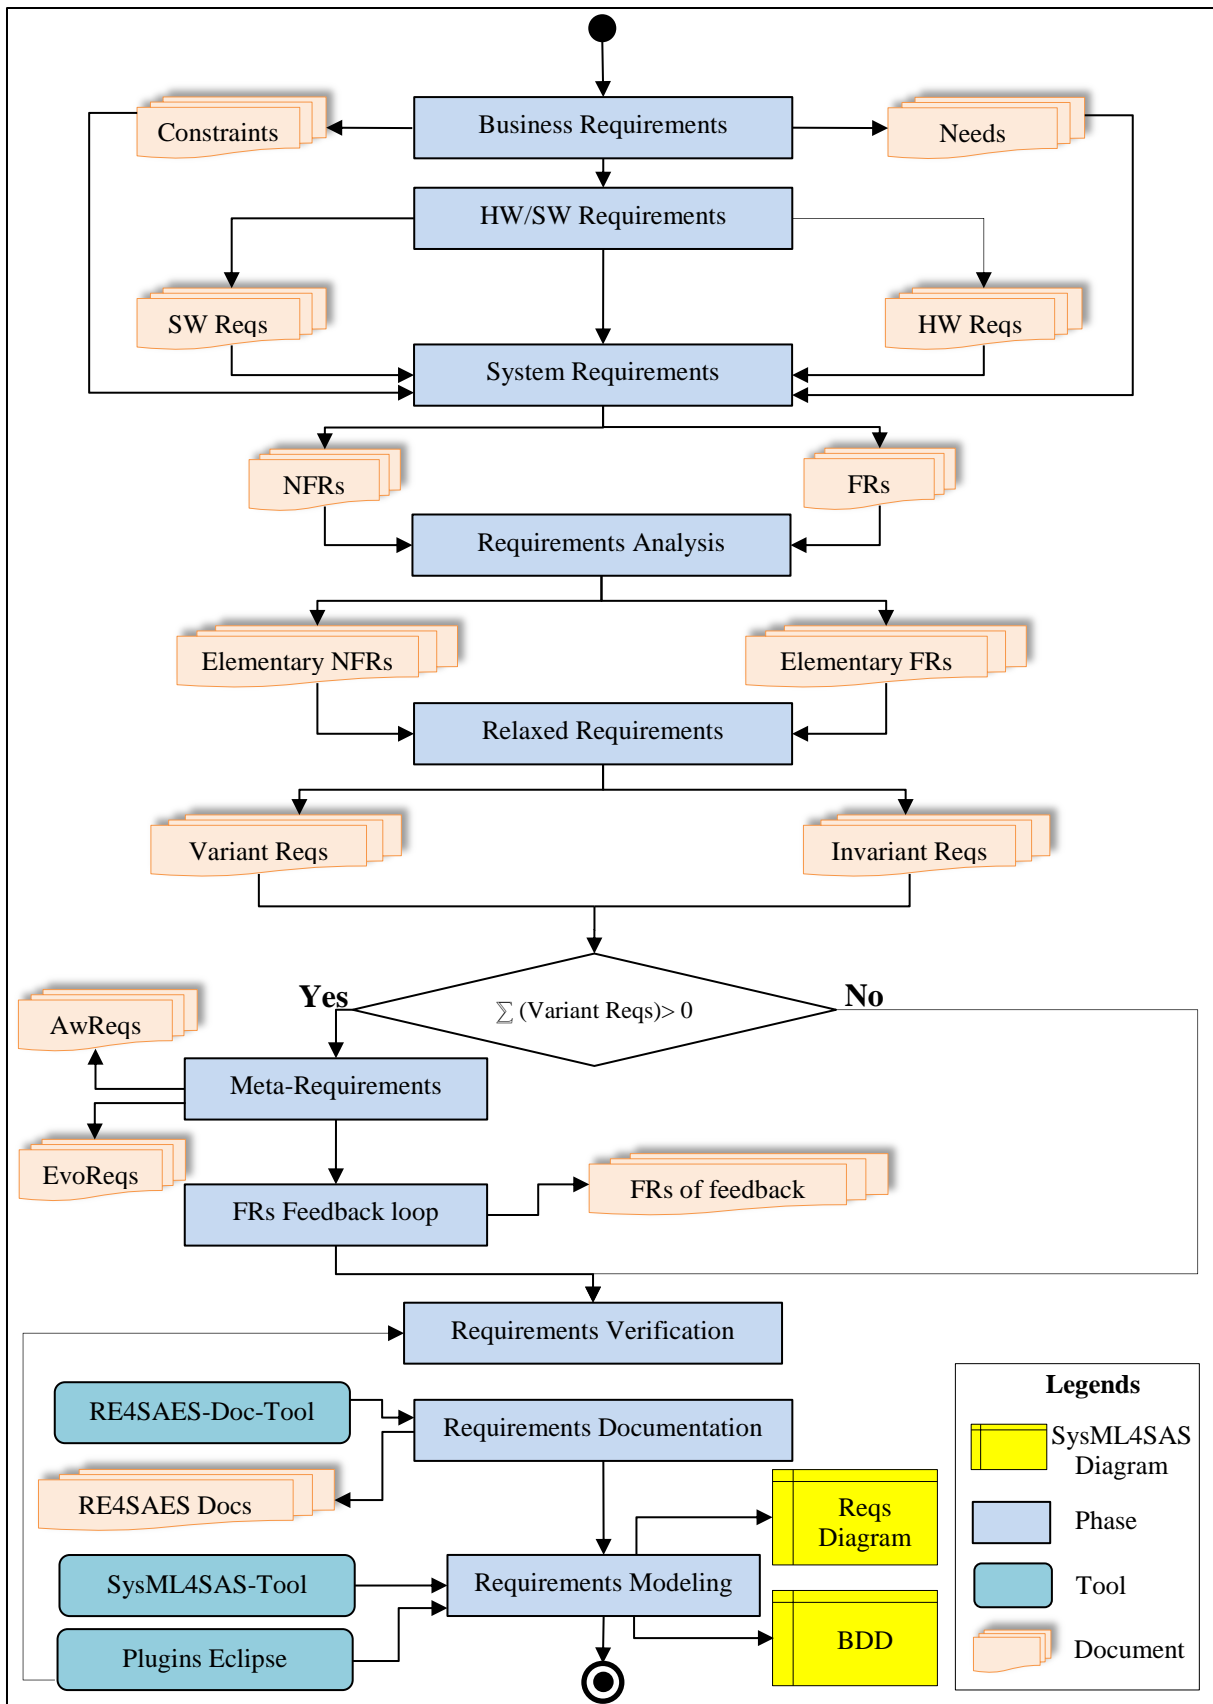 Constraints
Business Requirements
Needs
HW/SW Requirements
SW Reqs
HW Reqs
System Requirements
NFRs
FRs
Requirements Analysis
Elementary NFRs
Elementary FRs
Relaxed Requirements
Variant Reqs
Invariant Reqs
Yes
∑ (Variant Reqs)> 0
No
AwReqs
Meta-Requirements
EvoReqs
FRs Feedback loop
FRs of feedback
Requirements Verification
RE4SAES-Doc-Tool
Requirements Documentation
RE4SAES Docs
Reqs
Diagram
SysML4SAS-Tool
Requirements Modeling
Plugins Eclipse
BDD
Legends
SysML4SAS
Diagram
Phase
Tool
Document